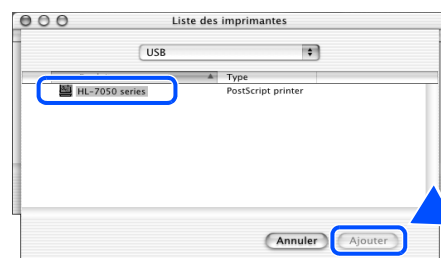 Liste des imprimantes
USB
Type
HL-7050 series PostScript printer
Annuler Ajouter